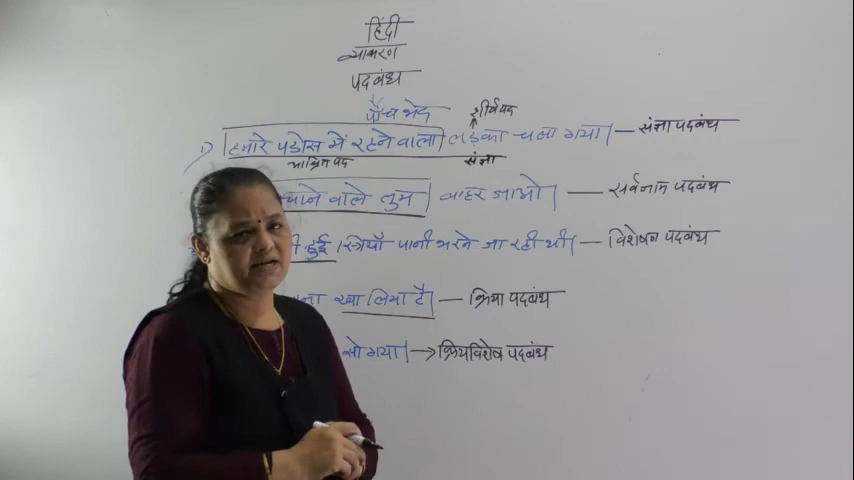 हिंदी
व्याकरण
पदबंध
पाँच भेद शीर्षपद
1) हमारे पडोस में रहने वाला लड़का चला गया। — संज्ञा पदबंध
आश्रित पद संज्ञा
वाले तुम बाहर जाओ। — सर्वनाम पदबंध
हुई स्त्रियाँ पानी भरने जा रही थी। — विशेषण पदबंध
खा लिया है। — क्रिया पदबंध
सो गया। → क्रियविशेष पदबंध